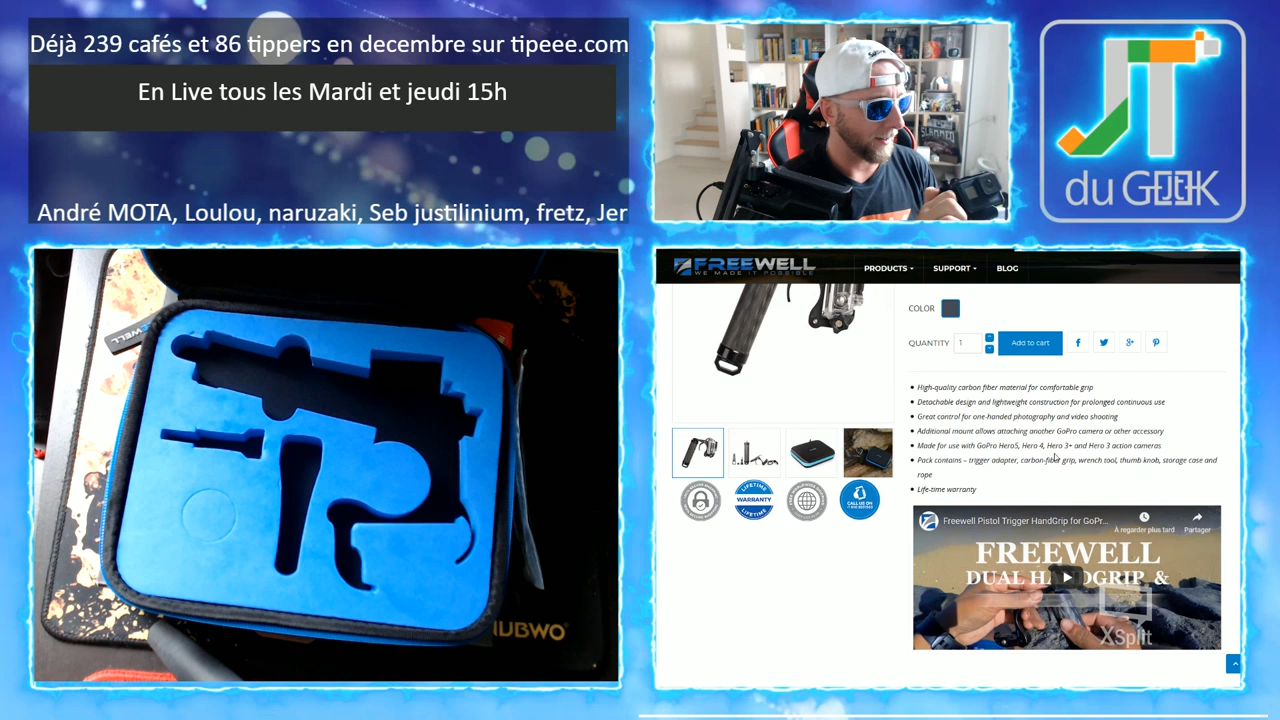 Déjà 239 cafés et 86 tippers en decembre sur tipeee.com
En Live tous les Mardi et jeudi 15h
André MOTA, Loulou, naruzaki, Seb justilinium, fretz, Jer
JT
du GEEK
FREEWELL
WE MADE IT POSSIBLE
PRODUCTS
SUPPORT
BLOG
COLOR
QUANTITY 1 Add to cart
High-quality carbon fiber material for comfortable grip
Detachable design and lightweight construction for prolonged continuous use
Great control for one-handed photography and video shooting
Additional mount allows attaching another GoPro camera or other accessory
Made for use with GoPro Hero5, Hero 4, Hero 3+ and Hero 3 action cameras
Pack contains – trigger adapter, carbon-fiber grip, wrench tool, thumb knob, storage case and
rope
Life-time warranty
LIFETIME
WARRANTY
LIFETIME
CALL US ON
Freewell Pistol Trigger HandGrip for GoPr...
À regarder plus tard
Partager
FREEWELL
DUAL HANDGRIP &
XSplit
HUBWO